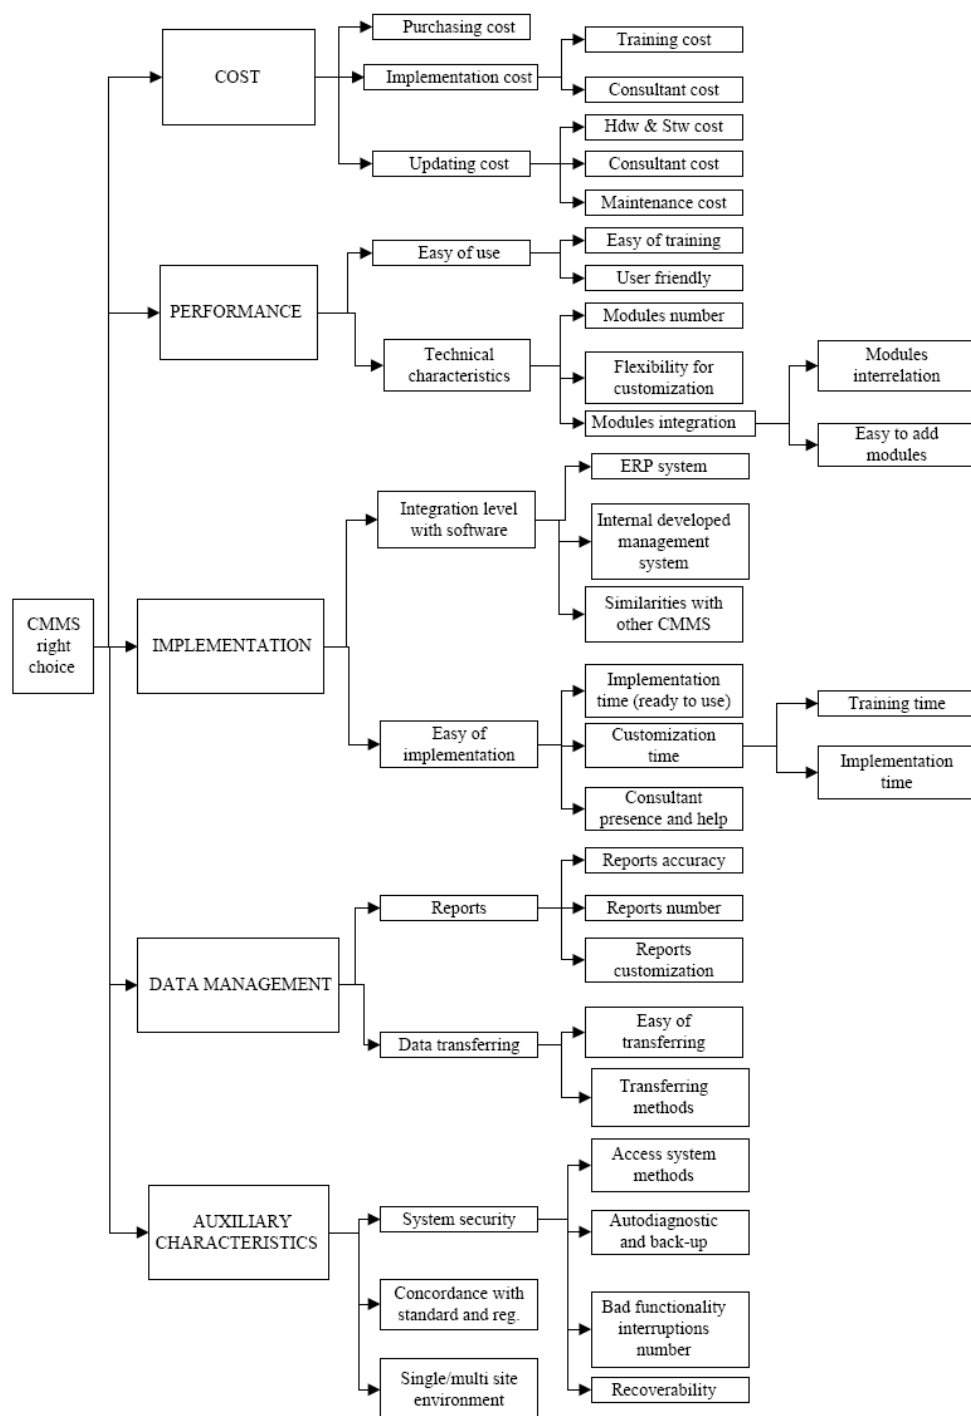 CMMS
right
choice
COST
Purchasing cost
Implementation cost
Training cost
Consultant cost
Updating cost
Hdw & Stw cost
Consultant cost
Maintenance cost
PERFORMANCE
Easy of use
Easy of training
User friendly
Technical
characteristics
Modules number
Flexibility for
customization
Modules integration
Modules
interrelation
Easy to add
modules
IMPLEMENTATION
Integration level
with software
ERP system
Internal developed
management
system
Similarities with
other CMMS
Easy of
implementation
Implementation
time (ready to use)
Customization
time
Training time
Implementation
time
Consultant
presence and help
DATA MANAGEMENT
Reports
Reports accuracy
Reports number
Reports
customization
Data transferring
Easy of
transferring
Transferring
methods
AUXILIARY
CHARACTERISTICS
System security
Access system
methods
Autodiagnostic
and back-up
Bad functionality
interruptions
number
Recoverability
Concordance with
standard and reg.
Single/multi site
environment